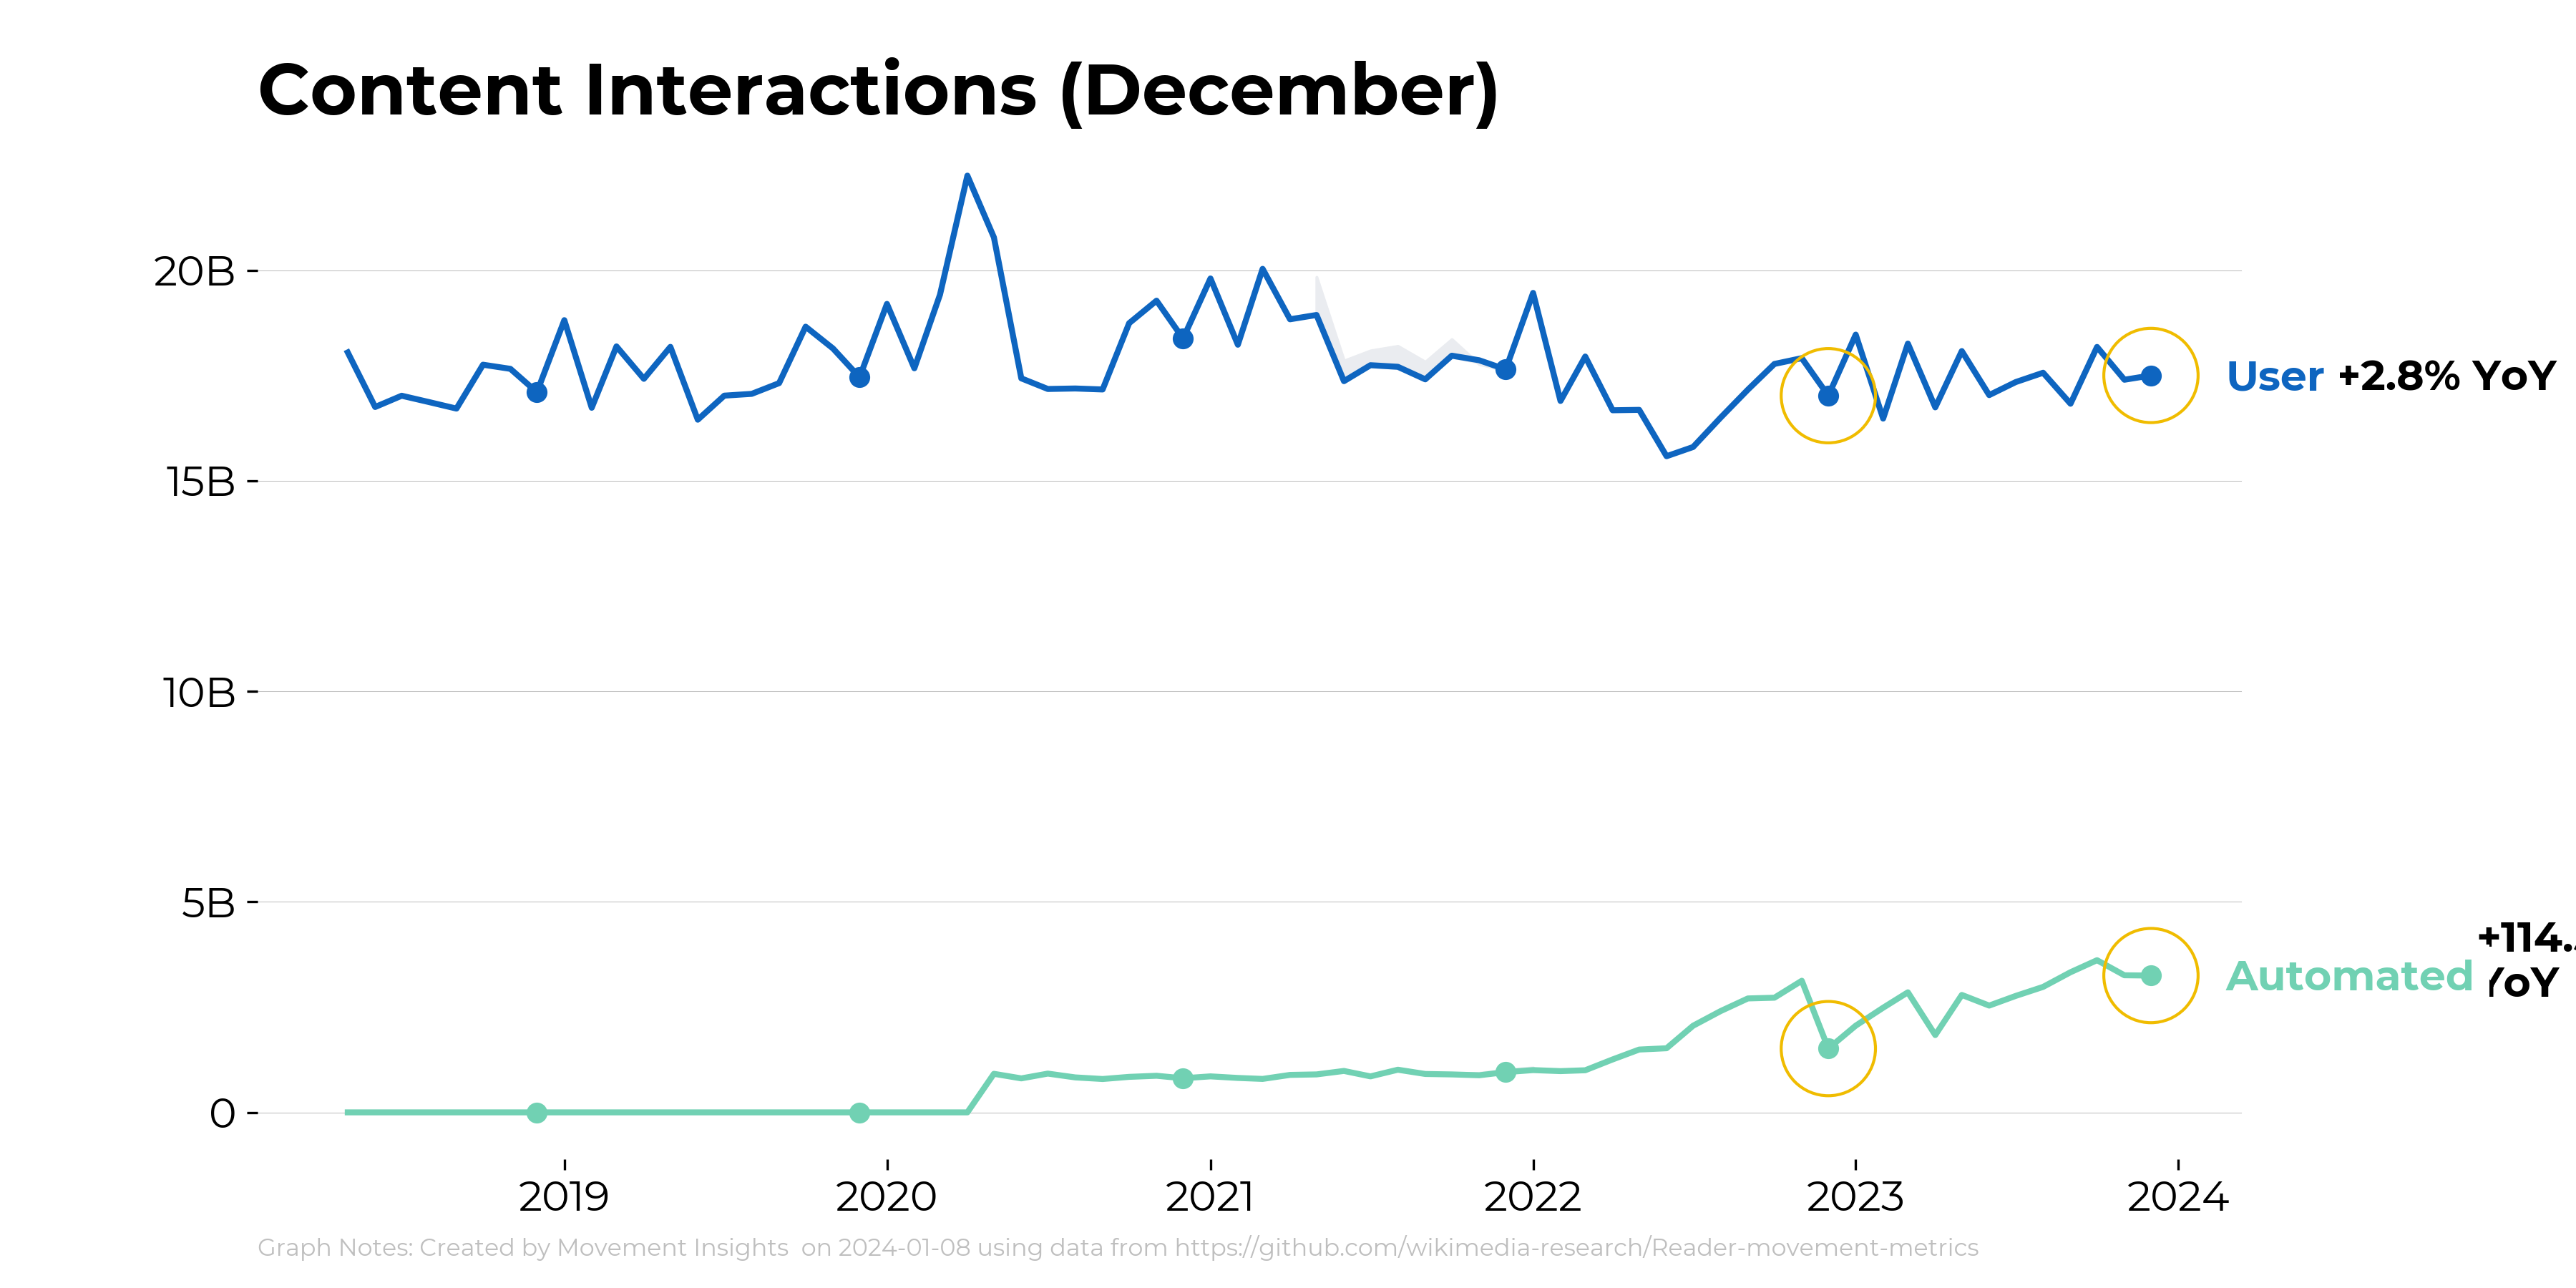 Content Interactions (December)
20B
15B
10B
5B
0
User +2.8% YoY
+114.
Automated YoY
2019 2020 2021 2022 2023 2024
Graph Notes: Created by Movement Insights on 2024-01-08 using data from https://github.com/wikimedia-research/Reader-movement-metrics